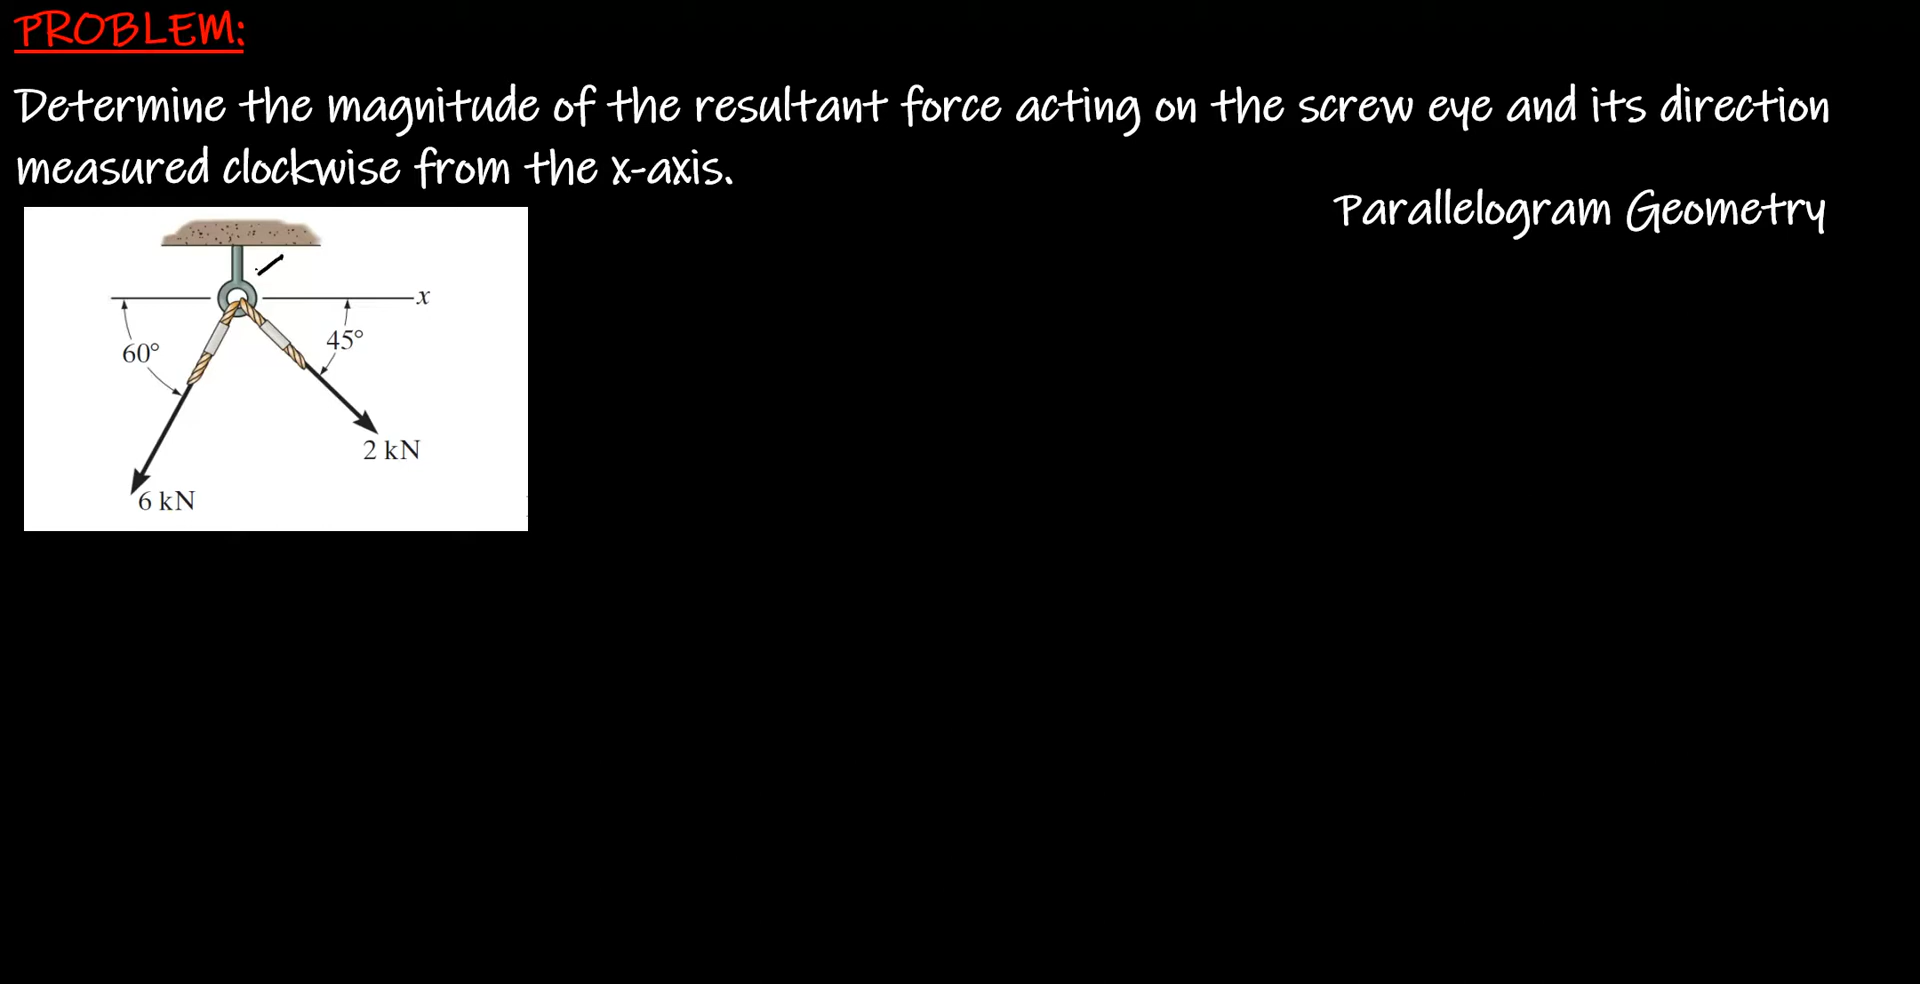 PROBLEM:
Determine the magnitude of the resultant force acting on the screw eye and its direction
measured clockwise from the x-axis.
Parallelogram Geometry
x
45°
60°
2 kN
6 kN